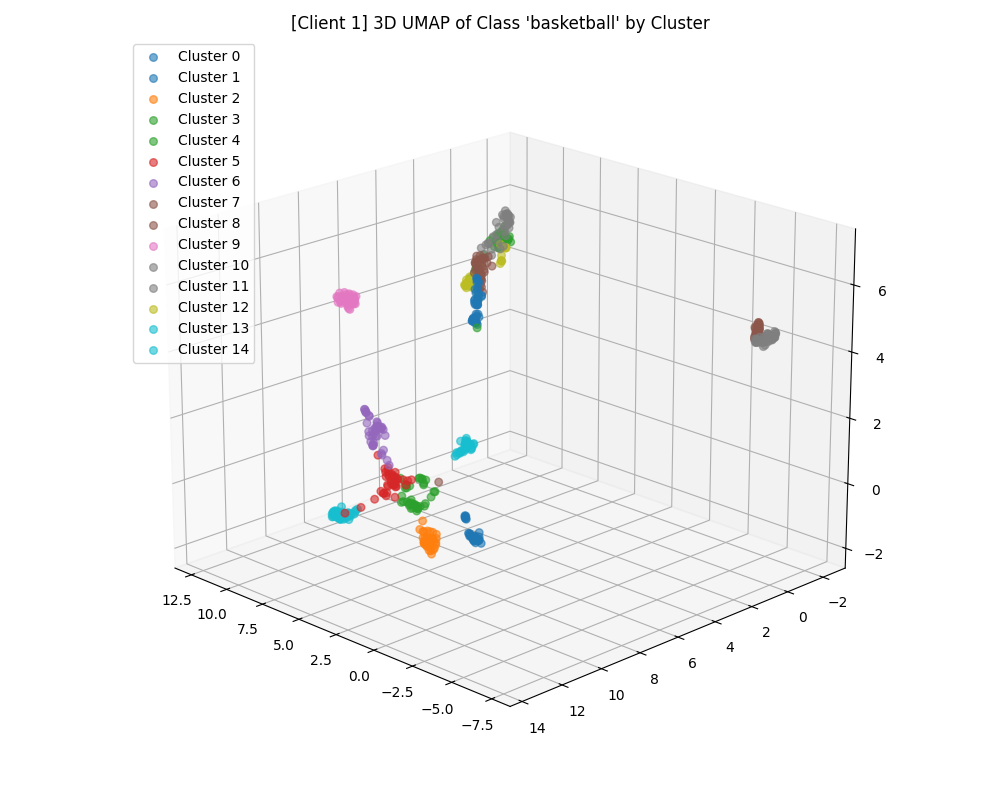 [Client 1] 3D UMAP of Class 'basketball' by Cluster
Cluster 0
Cluster 1
Cluster 2
Cluster 3
Cluster 4
Cluster 5
Cluster 6
Cluster 7
Cluster 8
Cluster 9
Cluster 10
Cluster 11
Cluster 12
Cluster 13
Cluster 14
6
4
2
0
−2
12.5
10.0
7.5
5.0
2.5
0.0
−2.5
−5.0
−7.5
−2
0
2
4
6
8
10
12
14